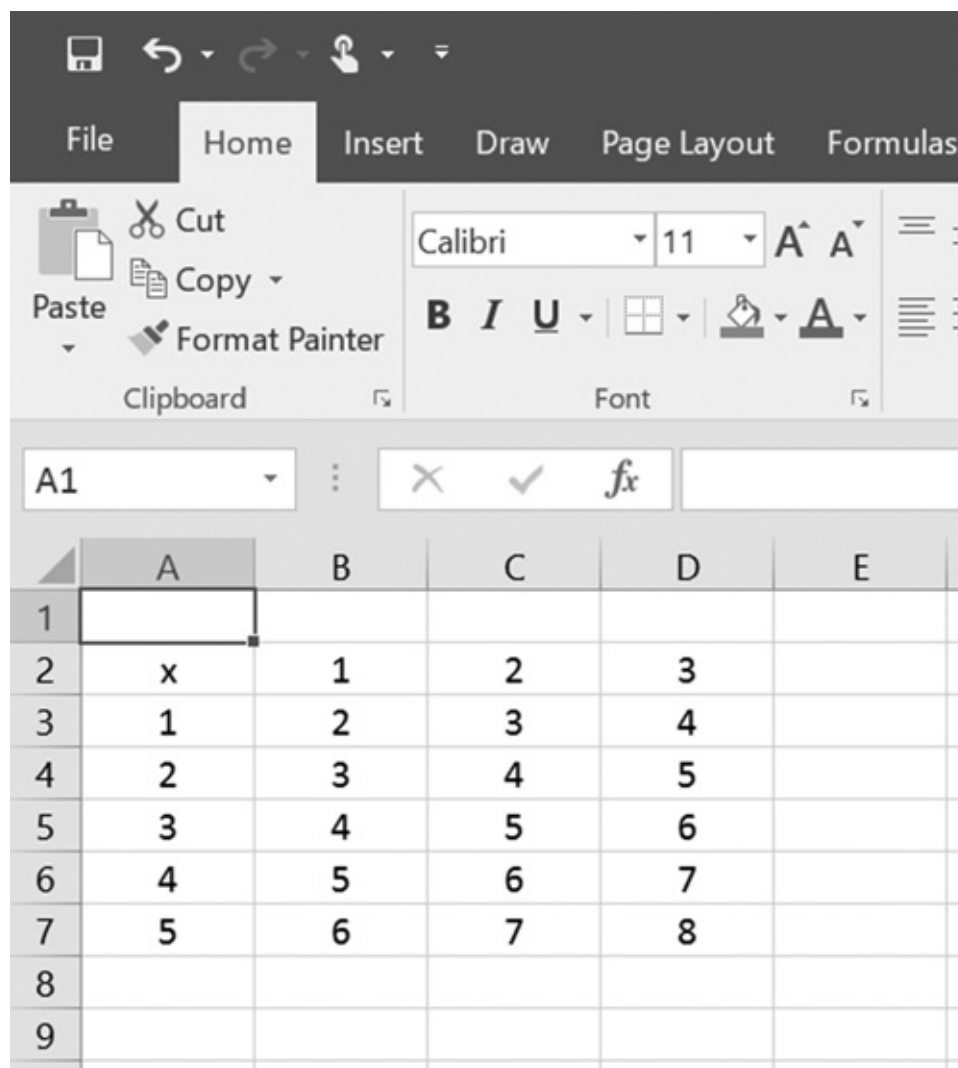 File Home Insert Draw Page Layout Formulas
Cut
Calibri 11 A A
Copy
Paste
B I U A
Format Painter
Clipboard Font
A1 fx
A B C D E
1
2 x 1 2 3
3 1 2 3 4
4 2 3 4 5
5 3 4 5 6
6 4 5 6 7
7 5 6 7 8
8
9